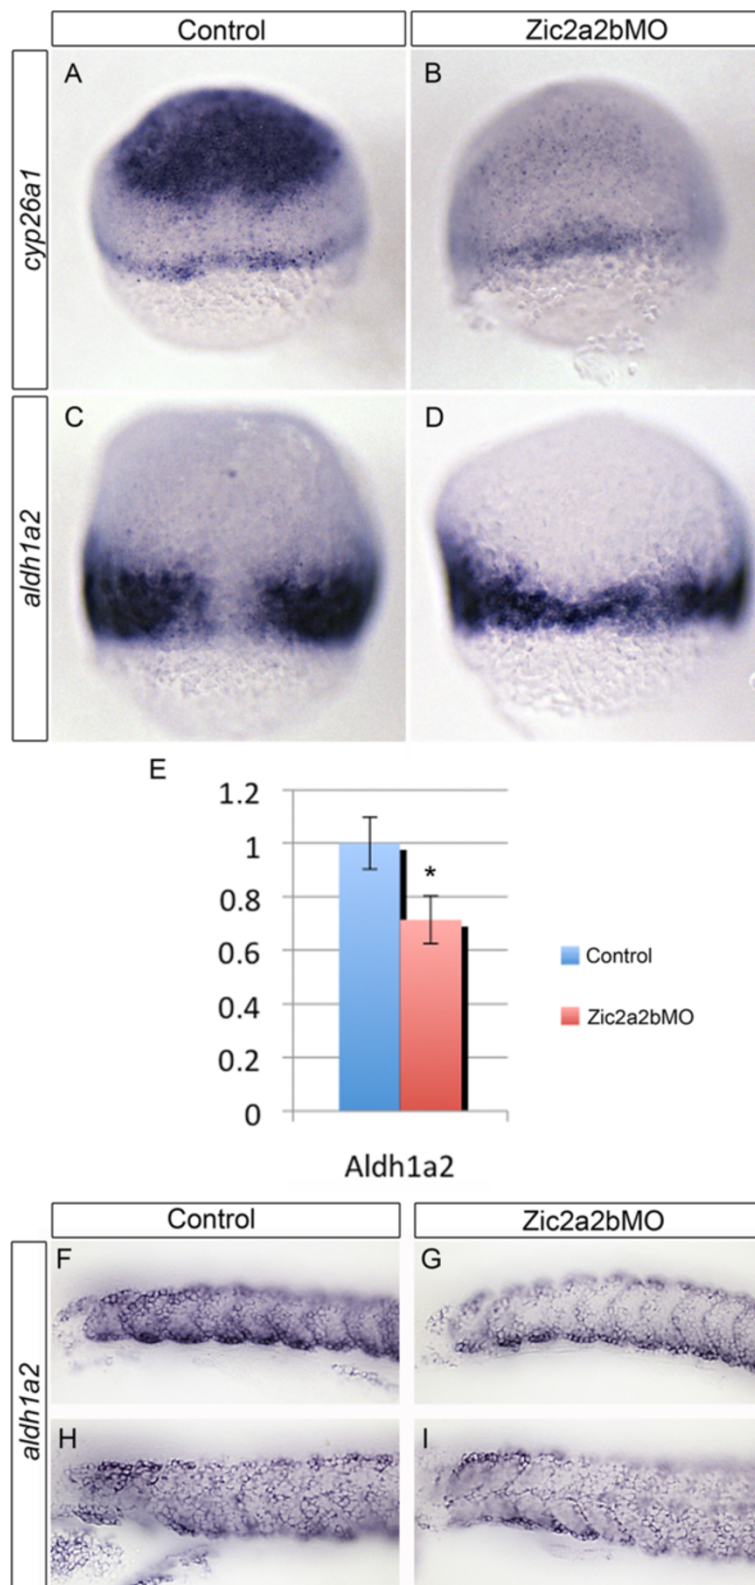 Control
Zic2a2bMO
cyp26a1
A
B
aldh1a2
C
D
E
1.2
1
0.8
0.6
0.4
0.2
0
*
Aldh1a2
Control
Zic2a2bMO
Control
Zic2a2bMO
aldh1a2
F
G
H
I